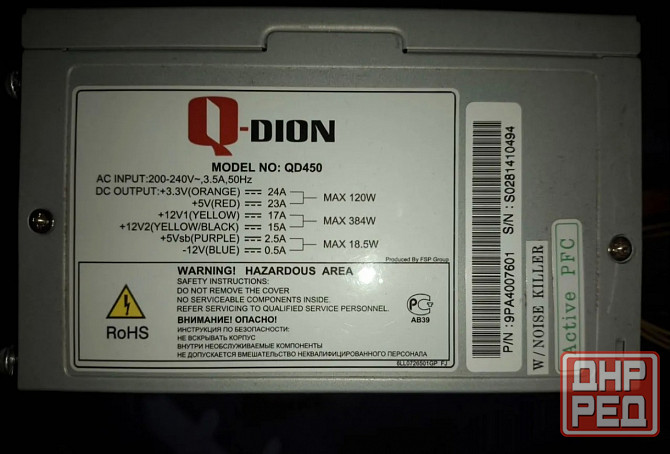 Q-DION
MODEL NO: QD450
AC INPUT:200-240V~,3.5A,50Hz
DC OUTPUT:+3.3V(ORANGE) 24A
+5V(RED) 23A
MAX 120W
+12V1(YELLOW) 17A
+12V2(YELLOW/BLACK) 15A
MAX 384W
+5Vsb(PURPLE) 2.5A
-12V(BLUE) 0.5A
MAX 18.5W
Produced By FSP Group
WARNING! HAZARDOUS AREA
SAFETY INSTRUCTIONS:
DO NOT REMOVE THE COVER
NO SERVICEABLE COMPONENTS INSIDE.
REFER SERVICING TO QUALIFIED SERVICE PERSONNEL.
ВНИМАНИЕ! ОПАСНО!
ИНСТРУКЦИЯ ПО БЕЗОПАСНОСТИ:
НЕ ВСКРЫВАТЬ КОРПУС
ВНУТРИ НЕОБСЛУЖИВАЕМЫЕ КОМПОНЕНТЫ
НЕ ДОПУСКАЕТСЯ ВМЕШАТЕЛЬСТВО НЕКВАЛИФИЦИРОВАННОГО ПЕРСОНАЛА
RoHS
АВ39
P/N :9PA4007601
S/N : S0281410494
W/NOISE KILLER
Active PFC
ДНР
РЕД